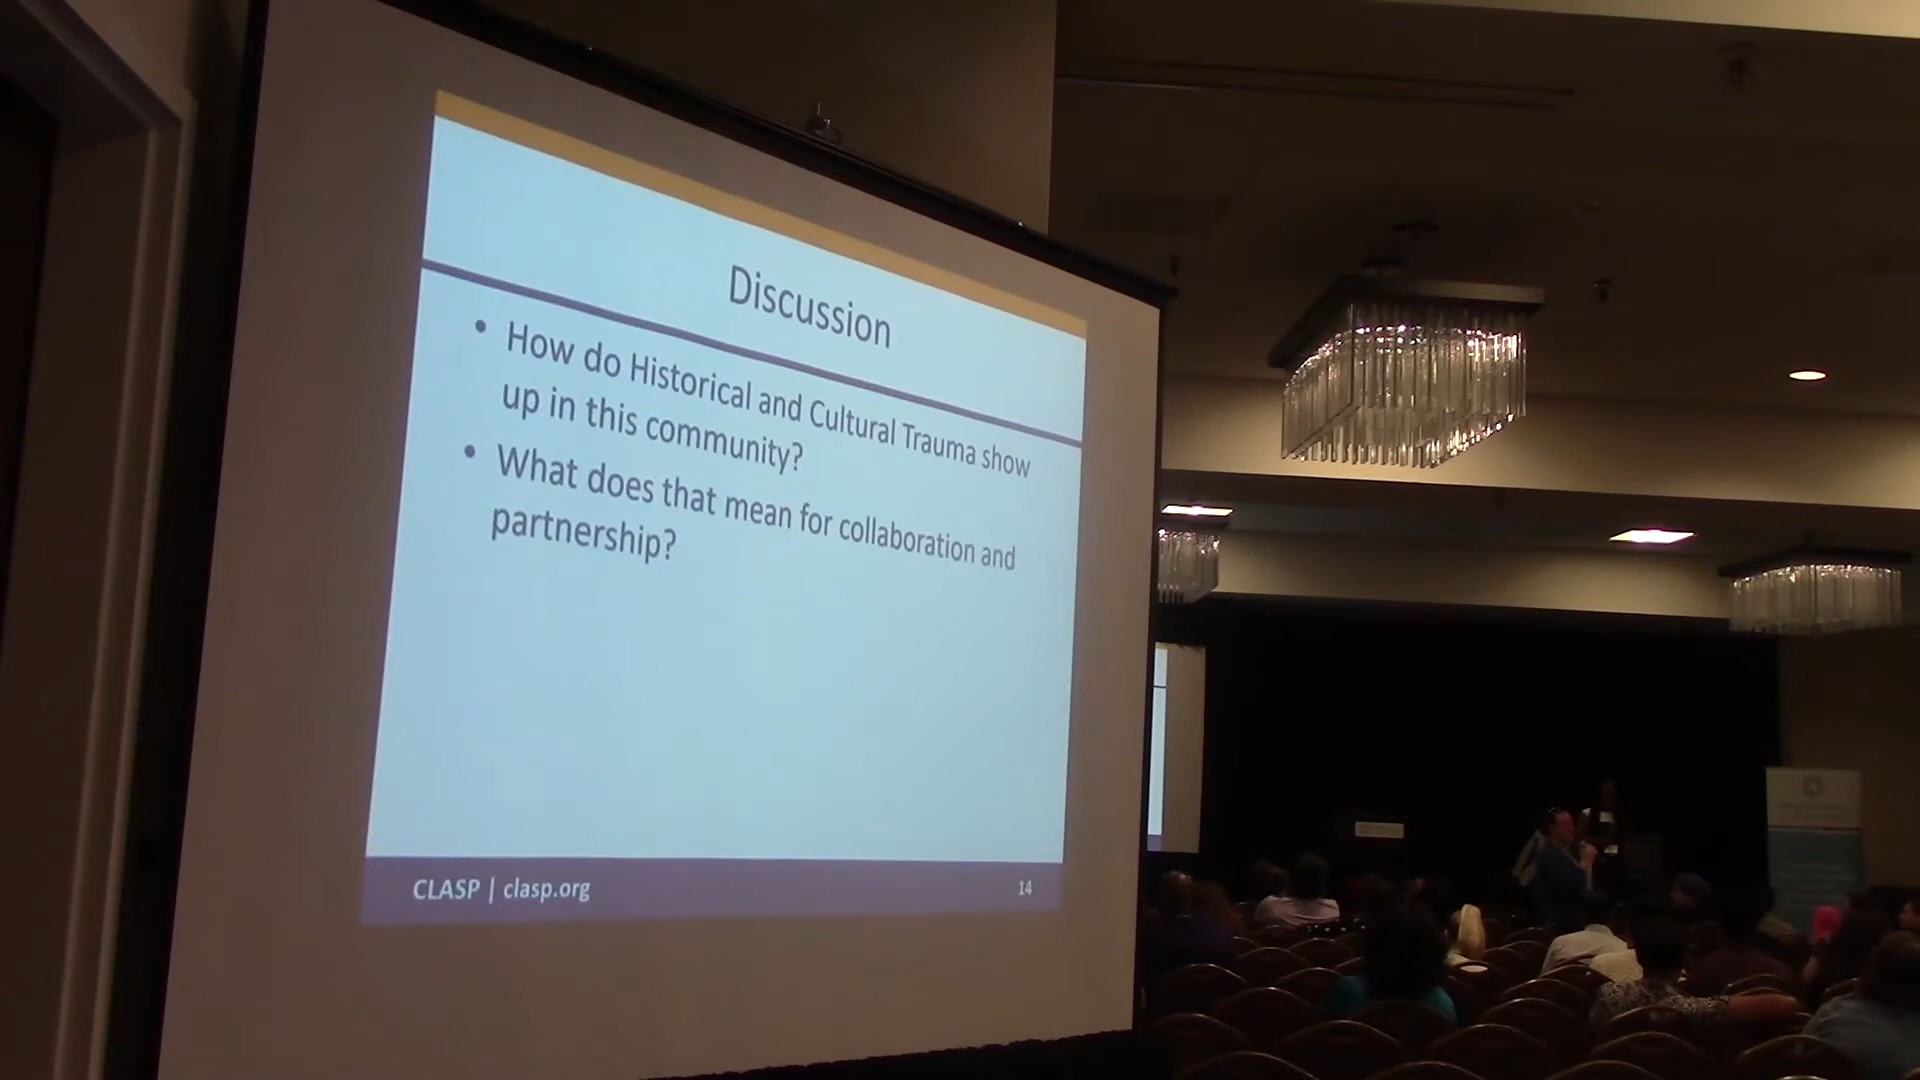 Discussion
• How do Historical and Cultural Trauma show
up in this community?
• What does that mean for collaboration and
partnership?
CLASP | clasp.org
14